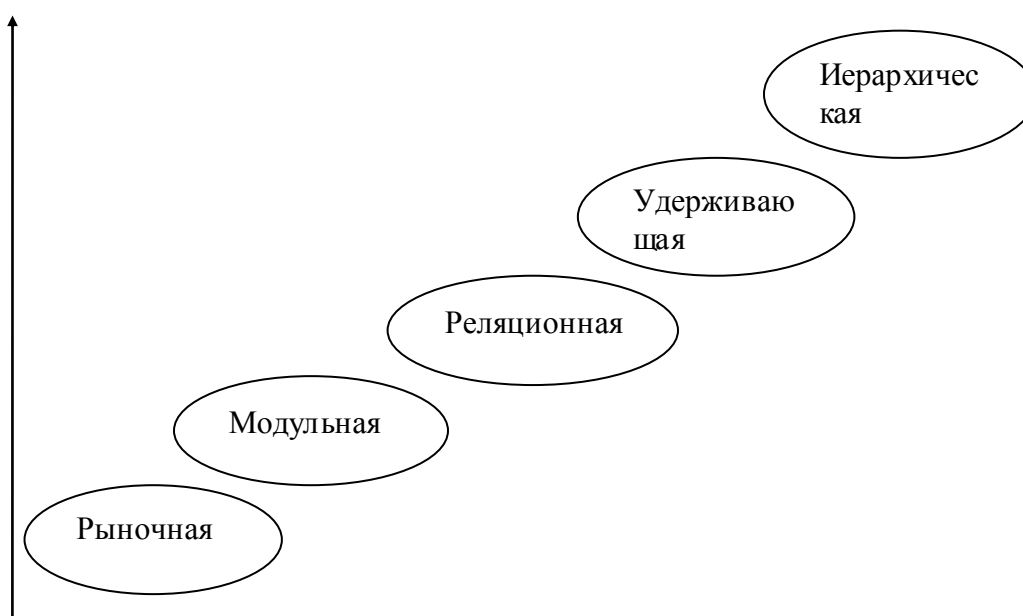 Иерархичес
кая
Удерживаю
щая
Реляционная
Модульная
Рыночная